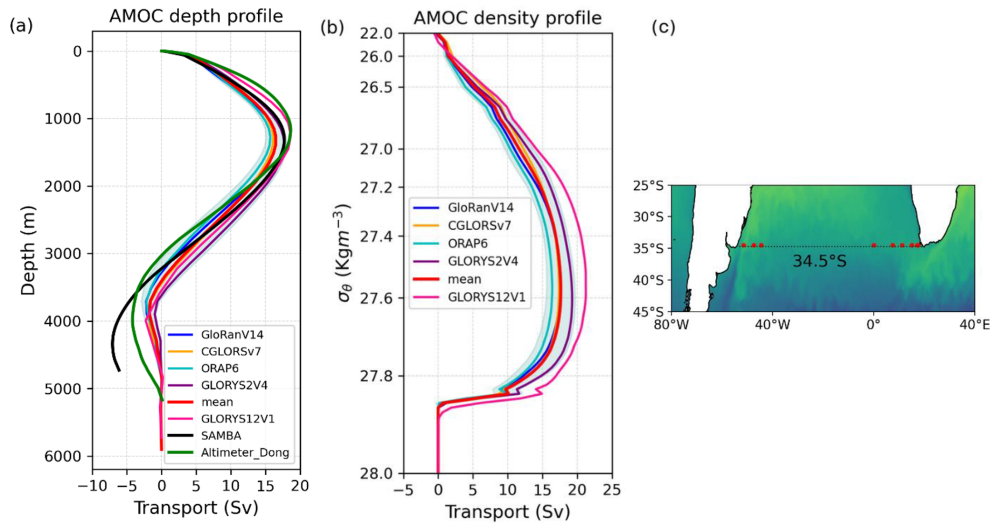 (a)
AMOC depth profile
0
1000
2000
3000
4000
5000
6000
Depth (m)
−10 −5 0 5 10 15 20
Transport (Sv)
GloRanV14
CGLORSv7
ORAP6
GLORYS2V4
mean
GLORYS12V1
SAMBA
Altimeter_Dong
(b)
AMOC density profile
22.0
26.0
26.5
27.0
27.2
27.4
27.6
27.8
28.0
σθ (Kgm−3)
−5 0 5 10 15 20 25
Transport (Sv)
GloRanV14
CGLORSv7
ORAP6
GLORYS2V4
mean
GLORYS12V1
(c)
25°S
30°S
35°S
40°S
45°S
34.5°S
80°W 40°W 0° 40°E